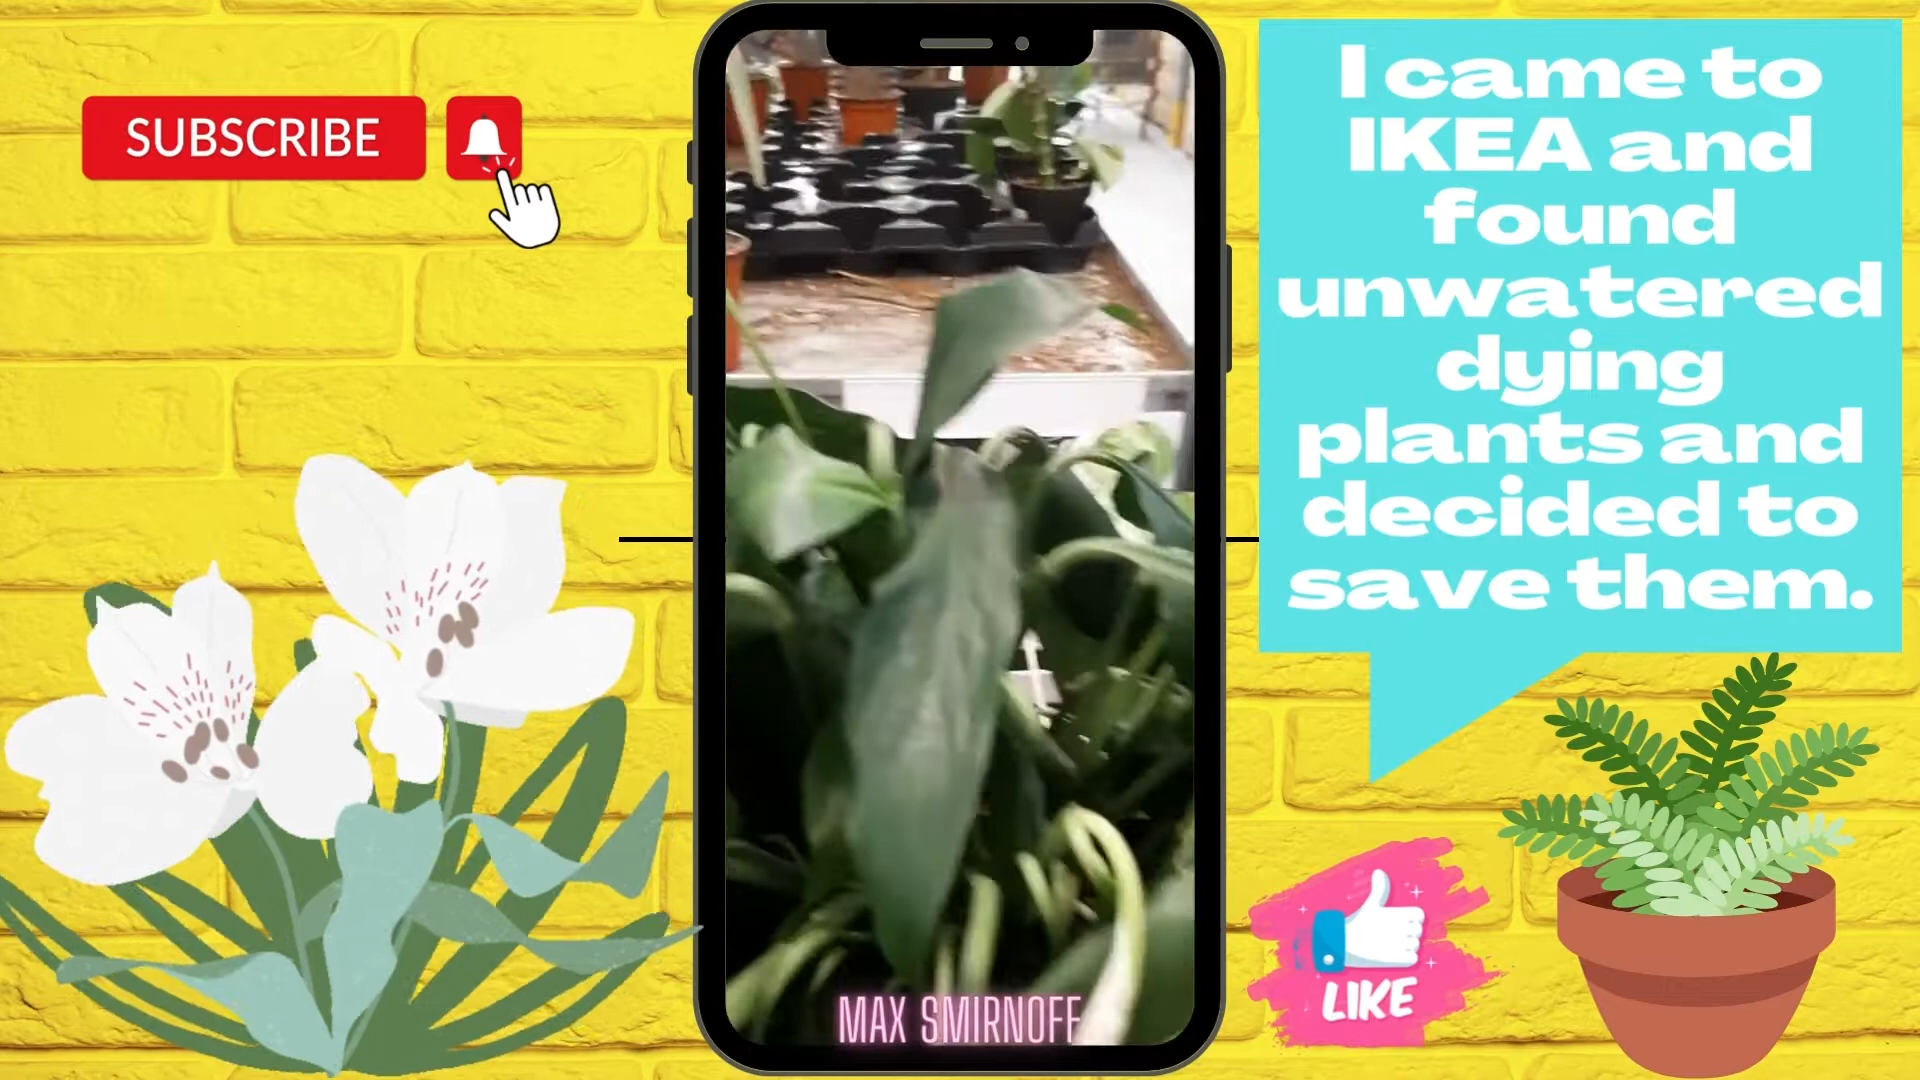 SUBSCRIBE
I came to
IKEA and
found
unwatered
dying
plants and
decided to
save them.
MAX SMIRNOFF
LIKE